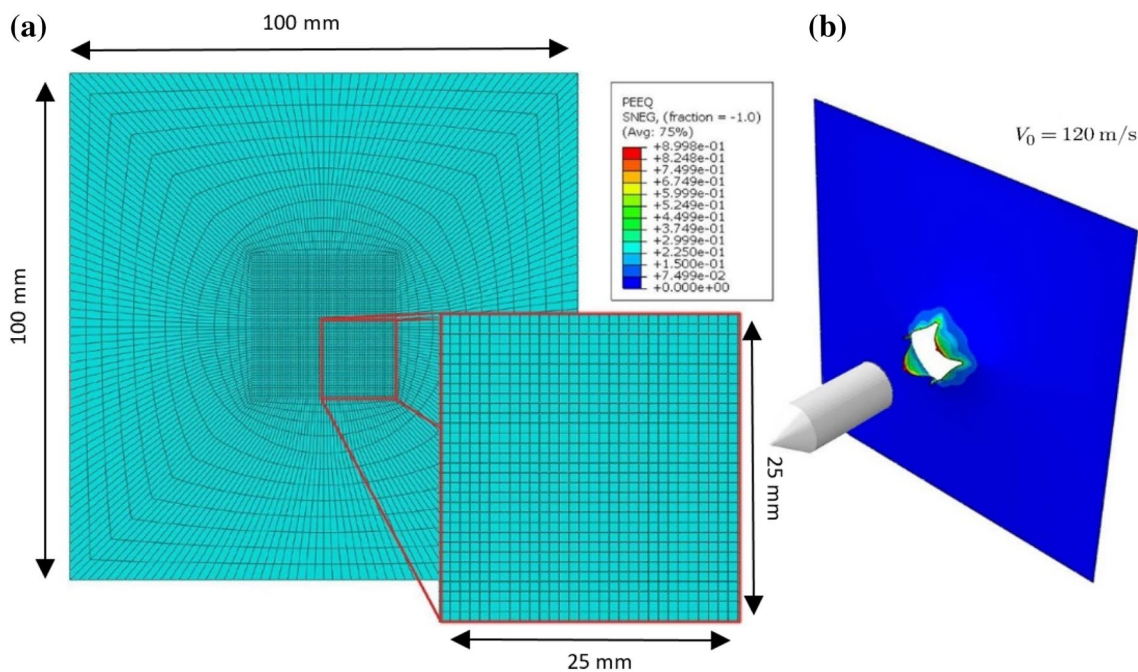 (a)
100 mm
100 mm
PEEQ
SNEG, (fraction = -1.0)
(Avg: 75%)
+8.998e-01
+8.248e-01
+7.499e-01
+6.749e-01
+5.999e-01
+5.249e-01
+4.499e-01
+3.749e-01
+2.999e-01
+2.250e-01
+1.500e-01
+7.499e-02
+0.000e+00
25 mm
25 mm
(b)
V₀ = 120 m/s